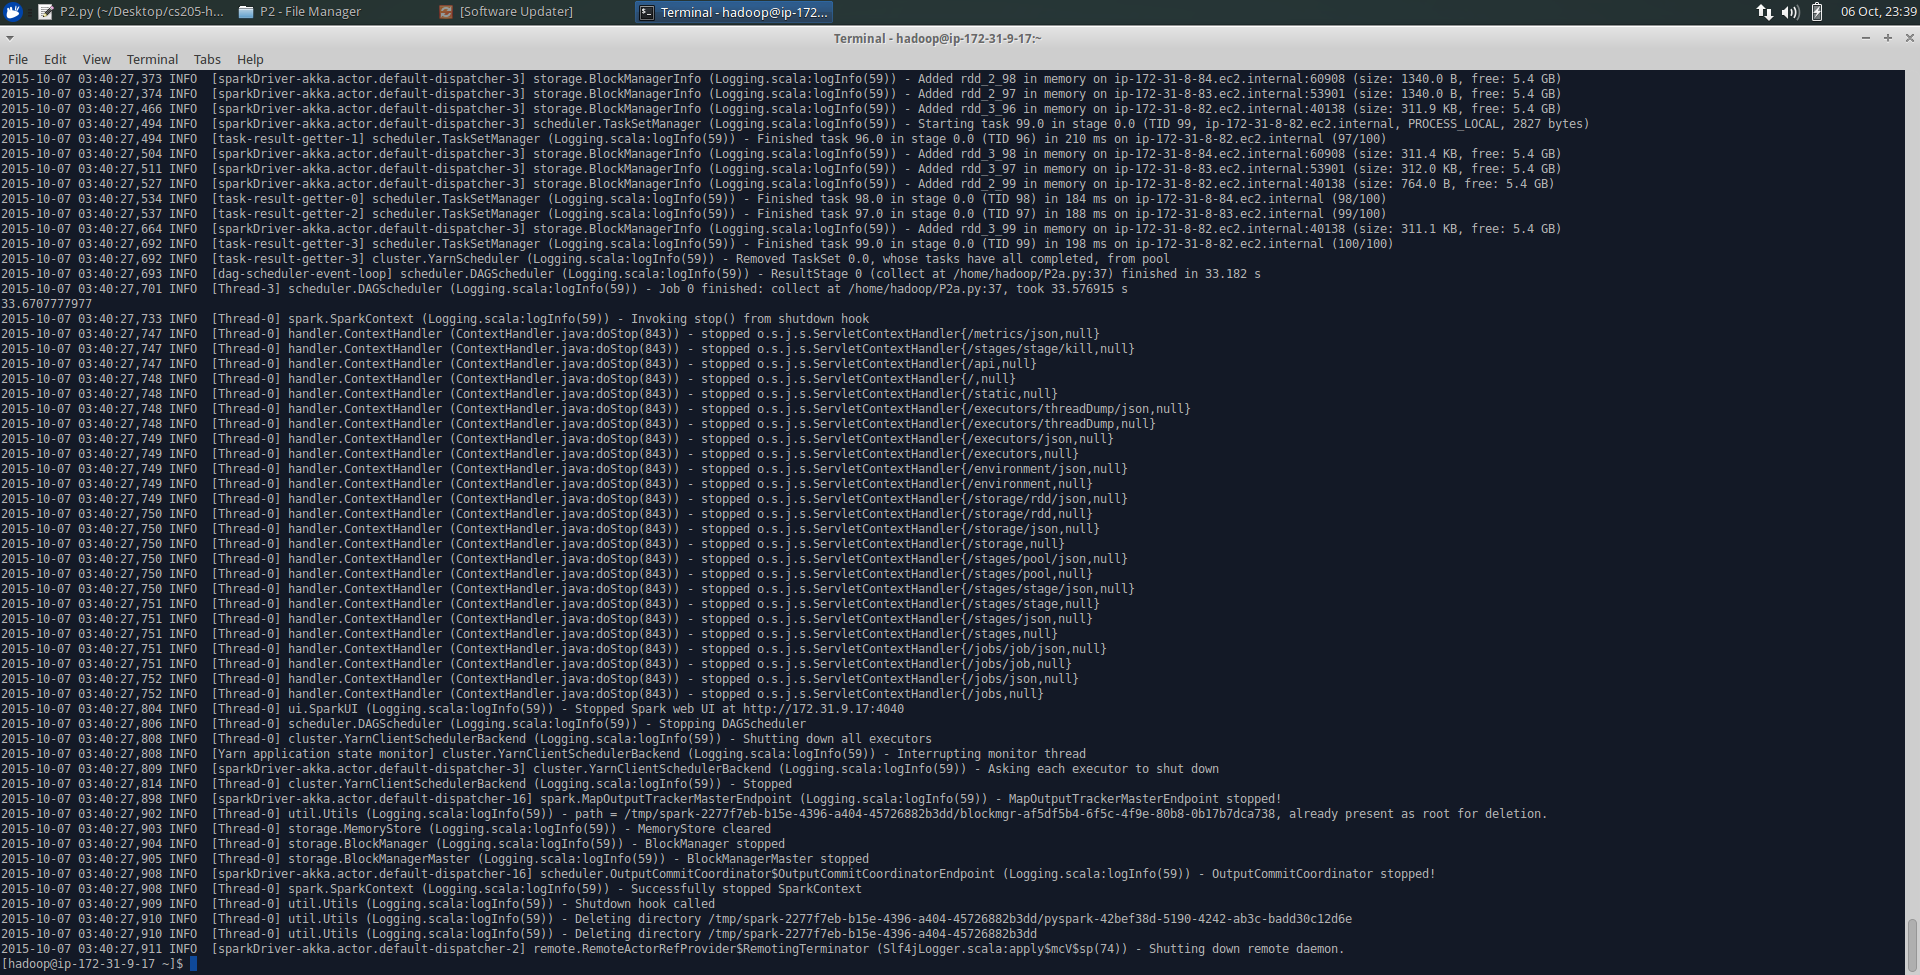 P2.py (~/Desktop/cs205-h...
P2 - File Manager
[Software Updater]
Terminal - hadoop@ip-172...
06 Oct, 23:39
Terminal - hadoop@ip-172-31-9-17:~
File Edit View Terminal Tabs Help
2015-10-07 03:40:27,373 INFO  [sparkDriver-akka.actor.default-dispatcher-3] storage.BlockManagerInfo (Logging.scala:logInfo(59)) - Added rdd_2_98 in memory on ip-172-31-8-84.ec2.internal:60908 (size: 1340.0 B, free: 5.4 GB)
2015-10-07 03:40:27,374 INFO  [sparkDriver-akka.actor.default-dispatcher-3] storage.BlockManagerInfo (Logging.scala:logInfo(59)) - Added rdd_2_97 in memory on ip-172-31-8-83.ec2.internal:53901 (size: 1340.0 B, free: 5.4 GB)
2015-10-07 03:40:27,466 INFO  [sparkDriver-akka.actor.default-dispatcher-3] storage.BlockManagerInfo (Logging.scala:logInfo(59)) - Added rdd_3_96 in memory on ip-172-31-8-82.ec2.internal:40138 (size: 311.9 KB, free: 5.4 GB)
2015-10-07 03:40:27,494 INFO  [sparkDriver-akka.actor.default-dispatcher-3] scheduler.TaskSetManager (Logging.scala:logInfo(59)) - Starting task 99.0 in stage 0.0 (TID 99, ip-172-31-8-82.ec2.internal, PROCESS_LOCAL, 2827 bytes)
2015-10-07 03:40:27,494 INFO  [task-result-getter-1] scheduler.TaskSetManager (Logging.scala:logInfo(59)) - Finished task 96.0 in stage 0.0 (TID 96) in 210 ms on ip-172-31-8-82.ec2.internal (97/100)
2015-10-07 03:40:27,504 INFO  [sparkDriver-akka.actor.default-dispatcher-3] storage.BlockManagerInfo (Logging.scala:logInfo(59)) - Added rdd_3_98 in memory on ip-172-31-8-84.ec2.internal:60908 (size: 311.4 KB, free: 5.4 GB)
2015-10-07 03:40:27,511 INFO  [sparkDriver-akka.actor.default-dispatcher-3] storage.BlockManagerInfo (Logging.scala:logInfo(59)) - Added rdd_3_97 in memory on ip-172-31-8-83.ec2.internal:53901 (size: 312.0 KB, free: 5.4 GB)
2015-10-07 03:40:27,527 INFO  [sparkDriver-akka.actor.default-dispatcher-3] storage.BlockManagerInfo (Logging.scala:logInfo(59)) - Added rdd_2_99 in memory on ip-172-31-8-82.ec2.internal:40138 (size: 764.0 B, free: 5.4 GB)
2015-10-07 03:40:27,534 INFO  [task-result-getter-0] scheduler.TaskSetManager (Logging.scala:logInfo(59)) - Finished task 98.0 in stage 0.0 (TID 98) in 184 ms on ip-172-31-8-84.ec2.internal (98/100)
2015-10-07 03:40:27,537 INFO  [task-result-getter-2] scheduler.TaskSetManager (Logging.scala:logInfo(59)) - Finished task 97.0 in stage 0.0 (TID 97) in 188 ms on ip-172-31-8-83.ec2.internal (99/100)
2015-10-07 03:40:27,664 INFO  [sparkDriver-akka.actor.default-dispatcher-3] storage.BlockManagerInfo (Logging.scala:logInfo(59)) - Added rdd_3_99 in memory on ip-172-31-8-82.ec2.internal:40138 (size: 311.1 KB, free: 5.4 GB)
2015-10-07 03:40:27,692 INFO  [task-result-getter-3] scheduler.TaskSetManager (Logging.scala:logInfo(59)) - Finished task 99.0 in stage 0.0 (TID 99) in 198 ms on ip-172-31-8-82.ec2.internal (100/100)
2015-10-07 03:40:27,692 INFO  [task-result-getter-3] cluster.YarnScheduler (Logging.scala:logInfo(59)) - Removed TaskSet 0.0, whose tasks have all completed, from pool
2015-10-07 03:40:27,693 INFO  [dag-scheduler-event-loop] scheduler.DAGScheduler (Logging.scala:logInfo(59)) - ResultStage 0 (collect at /home/hadoop/P2a.py:37) finished in 33.182 s
2015-10-07 03:40:27,701 INFO  [Thread-3] scheduler.DAGScheduler (Logging.scala:logInfo(59)) - Job 0 finished: collect at /home/hadoop/P2a.py:37, took 33.576915 s
33.6707777977
2015-10-07 03:40:27,733 INFO  [Thread-0] spark.SparkContext (Logging.scala:logInfo(59)) - Invoking stop() from shutdown hook
2015-10-07 03:40:27,747 INFO  [Thread-0] handler.ContextHandler (ContextHandler.java:doStop(843)) - stopped o.s.j.s.ServletContextHandler{/metrics/json,null}
2015-10-07 03:40:27,747 INFO  [Thread-0] handler.ContextHandler (ContextHandler.java:doStop(843)) - stopped o.s.j.s.ServletContextHandler{/stages/stage/kill,null}
2015-10-07 03:40:27,747 INFO  [Thread-0] handler.ContextHandler (ContextHandler.java:doStop(843)) - stopped o.s.j.s.ServletContextHandler{/api,null}
2015-10-07 03:40:27,748 INFO  [Thread-0] handler.ContextHandler (ContextHandler.java:doStop(843)) - stopped o.s.j.s.ServletContextHandler{/,null}
2015-10-07 03:40:27,748 INFO  [Thread-0] handler.ContextHandler (ContextHandler.java:doStop(843)) - stopped o.s.j.s.ServletContextHandler{/static,null}
2015-10-07 03:40:27,748 INFO  [Thread-0] handler.ContextHandler (ContextHandler.java:doStop(843)) - stopped o.s.j.s.ServletContextHandler{/executors/threadDump/json,null}
2015-10-07 03:40:27,748 INFO  [Thread-0] handler.ContextHandler (ContextHandler.java:doStop(843)) - stopped o.s.j.s.ServletContextHandler{/executors/threadDump,null}
2015-10-07 03:40:27,749 INFO  [Thread-0] handler.ContextHandler (ContextHandler.java:doStop(843)) - stopped o.s.j.s.ServletContextHandler{/executors/json,null}
2015-10-07 03:40:27,749 INFO  [Thread-0] handler.ContextHandler (ContextHandler.java:doStop(843)) - stopped o.s.j.s.ServletContextHandler{/executors,null}
2015-10-07 03:40:27,749 INFO  [Thread-0] handler.ContextHandler (ContextHandler.java:doStop(843)) - stopped o.s.j.s.ServletContextHandler{/environment/json,null}
2015-10-07 03:40:27,749 INFO  [Thread-0] handler.ContextHandler (ContextHandler.java:doStop(843)) - stopped o.s.j.s.ServletContextHandler{/environment,null}
2015-10-07 03:40:27,749 INFO  [Thread-0] handler.ContextHandler (ContextHandler.java:doStop(843)) - stopped o.s.j.s.ServletContextHandler{/storage/rdd/json,null}
2015-10-07 03:40:27,750 INFO  [Thread-0] handler.ContextHandler (ContextHandler.java:doStop(843)) - stopped o.s.j.s.ServletContextHandler{/storage/rdd,null}
2015-10-07 03:40:27,750 INFO  [Thread-0] handler.ContextHandler (ContextHandler.java:doStop(843)) - stopped o.s.j.s.ServletContextHandler{/storage/json,null}
2015-10-07 03:40:27,750 INFO  [Thread-0] handler.ContextHandler (ContextHandler.java:doStop(843)) - stopped o.s.j.s.ServletContextHandler{/storage,null}
2015-10-07 03:40:27,750 INFO  [Thread-0] handler.ContextHandler (ContextHandler.java:doStop(843)) - stopped o.s.j.s.ServletContextHandler{/stages/pool/json,null}
2015-10-07 03:40:27,750 INFO  [Thread-0] handler.ContextHandler (ContextHandler.java:doStop(843)) - stopped o.s.j.s.ServletContextHandler{/stages/pool,null}
2015-10-07 03:40:27,750 INFO  [Thread-0] handler.ContextHandler (ContextHandler.java:doStop(843)) - stopped o.s.j.s.ServletContextHandler{/stages/stage/json,null}
2015-10-07 03:40:27,751 INFO  [Thread-0] handler.ContextHandler (ContextHandler.java:doStop(843)) - stopped o.s.j.s.ServletContextHandler{/stages/stage,null}
2015-10-07 03:40:27,751 INFO  [Thread-0] handler.ContextHandler (ContextHandler.java:doStop(843)) - stopped o.s.j.s.ServletContextHandler{/stages/json,null}
2015-10-07 03:40:27,751 INFO  [Thread-0] handler.ContextHandler (ContextHandler.java:doStop(843)) - stopped o.s.j.s.ServletContextHandler{/stages,null}
2015-10-07 03:40:27,751 INFO  [Thread-0] handler.ContextHandler (ContextHandler.java:doStop(843)) - stopped o.s.j.s.ServletContextHandler{/jobs/job/json,null}
2015-10-07 03:40:27,751 INFO  [Thread-0] handler.ContextHandler (ContextHandler.java:doStop(843)) - stopped o.s.j.s.ServletContextHandler{/jobs/job,null}
2015-10-07 03:40:27,752 INFO  [Thread-0] handler.ContextHandler (ContextHandler.java:doStop(843)) - stopped o.s.j.s.ServletContextHandler{/jobs/json,null}
2015-10-07 03:40:27,752 INFO  [Thread-0] handler.ContextHandler (ContextHandler.java:doStop(843)) - stopped o.s.j.s.ServletContextHandler{/jobs,null}
2015-10-07 03:40:27,804 INFO  [Thread-0] ui.SparkUI (Logging.scala:logInfo(59)) - Stopped Spark web UI at http://172.31.9.17:4040
2015-10-07 03:40:27,806 INFO  [Thread-0] scheduler.DAGScheduler (Logging.scala:logInfo(59)) - Stopping DAGScheduler
2015-10-07 03:40:27,808 INFO  [Thread-0] cluster.YarnClientSchedulerBackend (Logging.scala:logInfo(59)) - Shutting down all executors
2015-10-07 03:40:27,808 INFO  [Yarn application state monitor] cluster.YarnClientSchedulerBackend (Logging.scala:logInfo(59)) - Interrupting monitor thread
2015-10-07 03:40:27,809 INFO  [sparkDriver-akka.actor.default-dispatcher-3] cluster.YarnClientSchedulerBackend (Logging.scala:logInfo(59)) - Asking each executor to shut down
2015-10-07 03:40:27,814 INFO  [Thread-0] cluster.YarnClientSchedulerBackend (Logging.scala:logInfo(59)) - Stopped
2015-10-07 03:40:27,898 INFO  [sparkDriver-akka.actor.default-dispatcher-16] spark.MapOutputTrackerMasterEndpoint (Logging.scala:logInfo(59)) - MapOutputTrackerMasterEndpoint stopped!
2015-10-07 03:40:27,902 INFO  [Thread-0] util.Utils (Logging.scala:logInfo(59)) - path = /tmp/spark-2277f7eb-b15e-4396-a404-45726882b3dd/blockmgr-af5df5b4-6f5c-4f9e-80b8-0b17b7dca738, already present as root for deletion.
2015-10-07 03:40:27,903 INFO  [Thread-0] storage.MemoryStore (Logging.scala:logInfo(59)) - MemoryStore cleared
2015-10-07 03:40:27,904 INFO  [Thread-0] storage.BlockManager (Logging.scala:logInfo(59)) - BlockManager stopped
2015-10-07 03:40:27,905 INFO  [Thread-0] storage.BlockManagerMaster (Logging.scala:logInfo(59)) - BlockManagerMaster stopped
2015-10-07 03:40:27,908 INFO  [sparkDriver-akka.actor.default-dispatcher-16] scheduler.OutputCommitCoordinator$OutputCommitCoordinatorEndpoint (Logging.scala:logInfo(59)) - OutputCommitCoordinator stopped!
2015-10-07 03:40:27,908 INFO  [Thread-0] spark.SparkContext (Logging.scala:logInfo(59)) - Successfully stopped SparkContext
2015-10-07 03:40:27,909 INFO  [Thread-0] util.Utils (Logging.scala:logInfo(59)) - Shutdown hook called
2015-10-07 03:40:27,910 INFO  [Thread-0] util.Utils (Logging.scala:logInfo(59)) - Deleting directory /tmp/spark-2277f7eb-b15e-4396-a404-45726882b3dd/pyspark-42bef38d-5190-4242-ab3c-badd30c12d6e
2015-10-07 03:40:27,910 INFO  [Thread-0] util.Utils (Logging.scala:logInfo(59)) - Deleting directory /tmp/spark-2277f7eb-b15e-4396-a404-45726882b3dd
2015-10-07 03:40:27,911 INFO  [sparkDriver-akka.actor.default-dispatcher-2] remote.RemoteActorRefProvider$RemotingTerminator (Slf4jLogger.scala:apply$mcV$sp(74)) - Shutting down remote daemon.
[hadoop@ip-172-31-9-17 ~]$